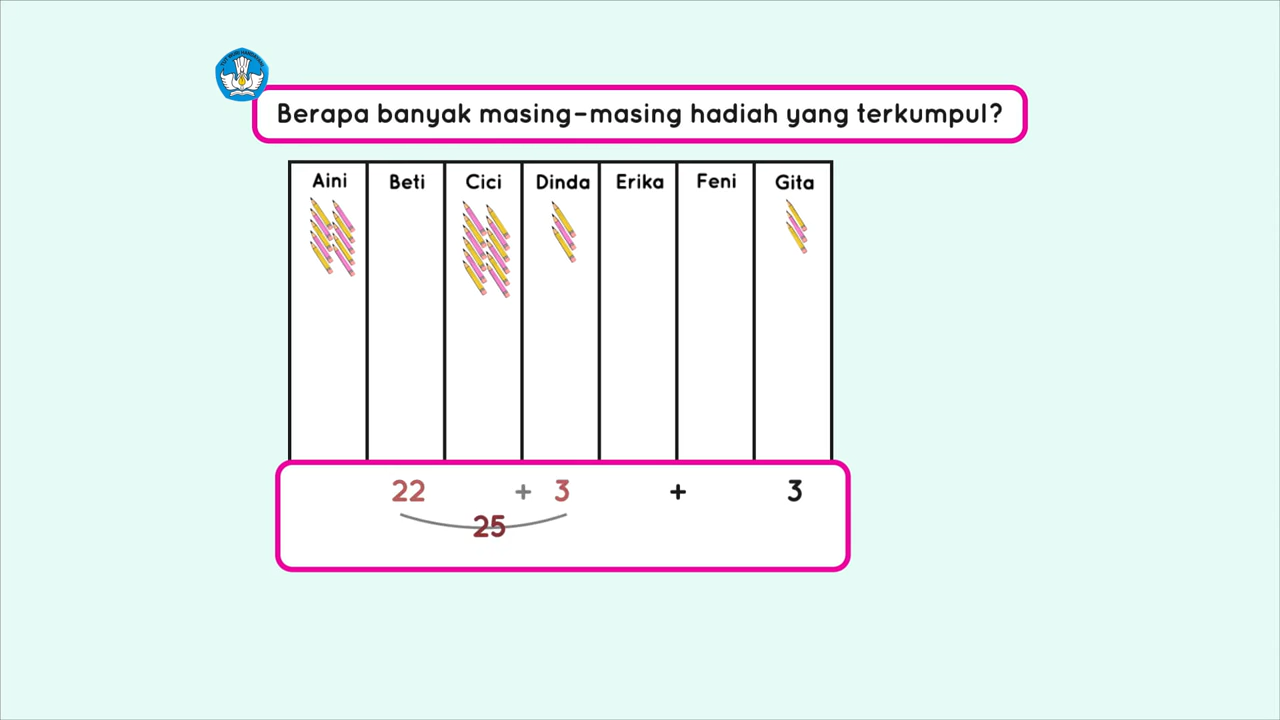 Berapa banyak masing-masing hadiah yang terkumpul?
Aini Beti Cici Dinda Erika Feni Gita
22 + 3 + 3
25